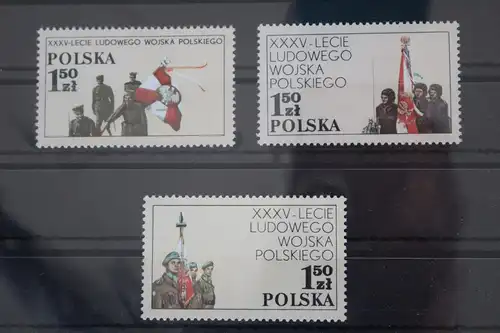 XXXV-LECIE LUDOWEGO WOJSKA POLSKIEGO
POLSKA
1 50 zł
XXXV-LECIE
LUDOWEGO
WOJSKA
POLSKIEGO
1 50 zł
POLSKA
XXXV-LECIE
LUDOWEGO
WOJSKA
POLSKIEGO
1 50 zł
POLSKA